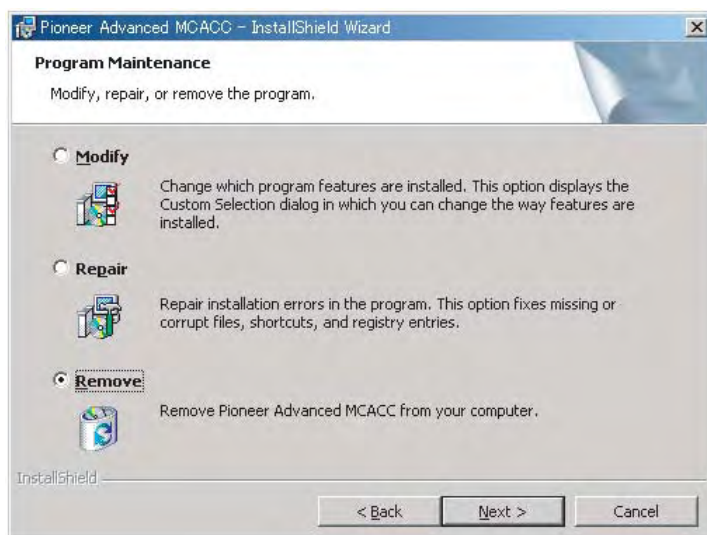 Pioneer Advanced MCACC - InstallShield Wizard
Program Maintenance
Modify, repair, or remove the program.
Modify
Change which program features are installed. This option displays the
Custom Selection dialog in which you can change the way features are
installed.
Repair
Repair installation errors in the program. This option fixes missing or
corrupt files, shortcuts, and registry entries.
Remove
Remove Pioneer Advanced MCACC from your computer.
InstallShield
< Back
Next >
Cancel